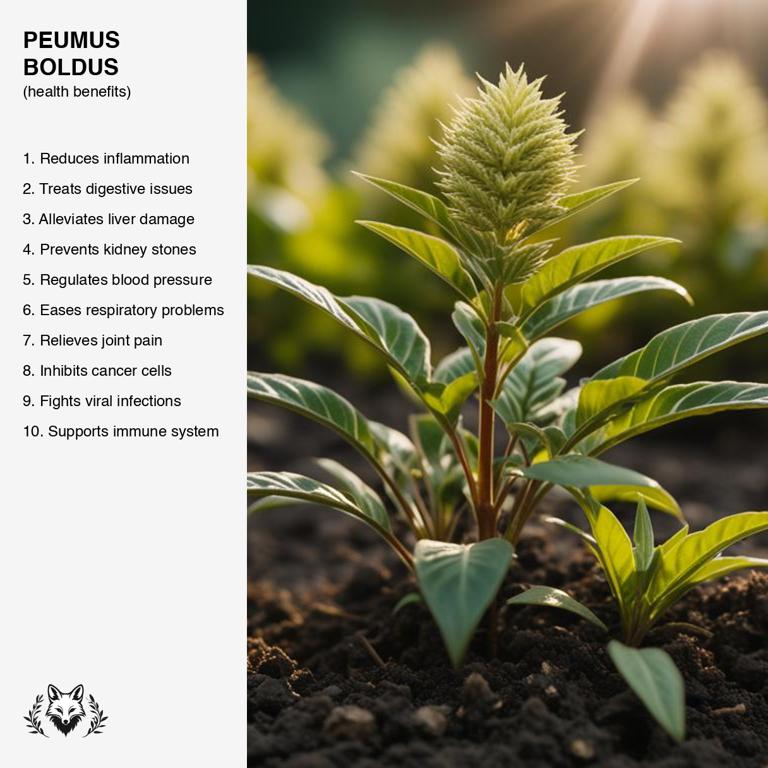 PEUMUS
BOLDUS
(health benefits)
1. Reduces inflammation
2. Treats digestive issues
3. Alleviates liver damage
4. Prevents kidney stones
5. Regulates blood pressure
6. Eases respiratory problems
7. Relieves joint pain
8. Inhibits cancer cells
9. Fights viral infections
10. Supports immune system